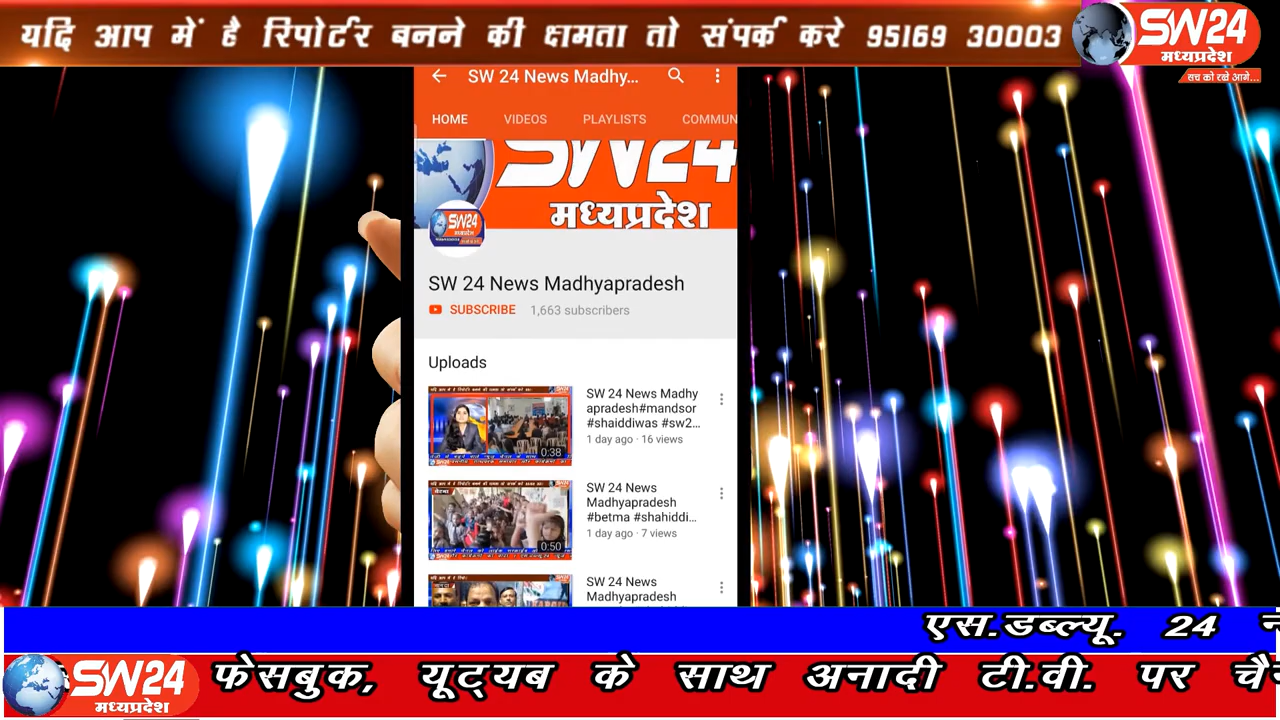 यदि आप में है रिपोर्टर बनने की क्षमता तो संपर्क करे 95169 30003
SW24
मध्यप्रदेश
सच को रखे आगे...
SW 24 News Madhy...
HOME VIDEOS PLAYLISTS COMMUN
SW24
मध्यप्रदेश
SW24
SW 24 News Madhyapradesh
SUBSCRIBE 1,663 subscribers
Uploads
SW 24 News Madhy
apradesh#mandsor
#shaiddiwas #sw2...
1 day ago · 16 views
0:38
SW 24 News
Madhyapradesh
#betma #shahiddi...
1 day ago · 7 views
0:50
SW 24 News
Madhyapradesh
एस.डब्ल्यू. 24
SW24
मध्यप्रदेश
फेसबुक, यूट्यब के साथ अनादी टी.वी. पर